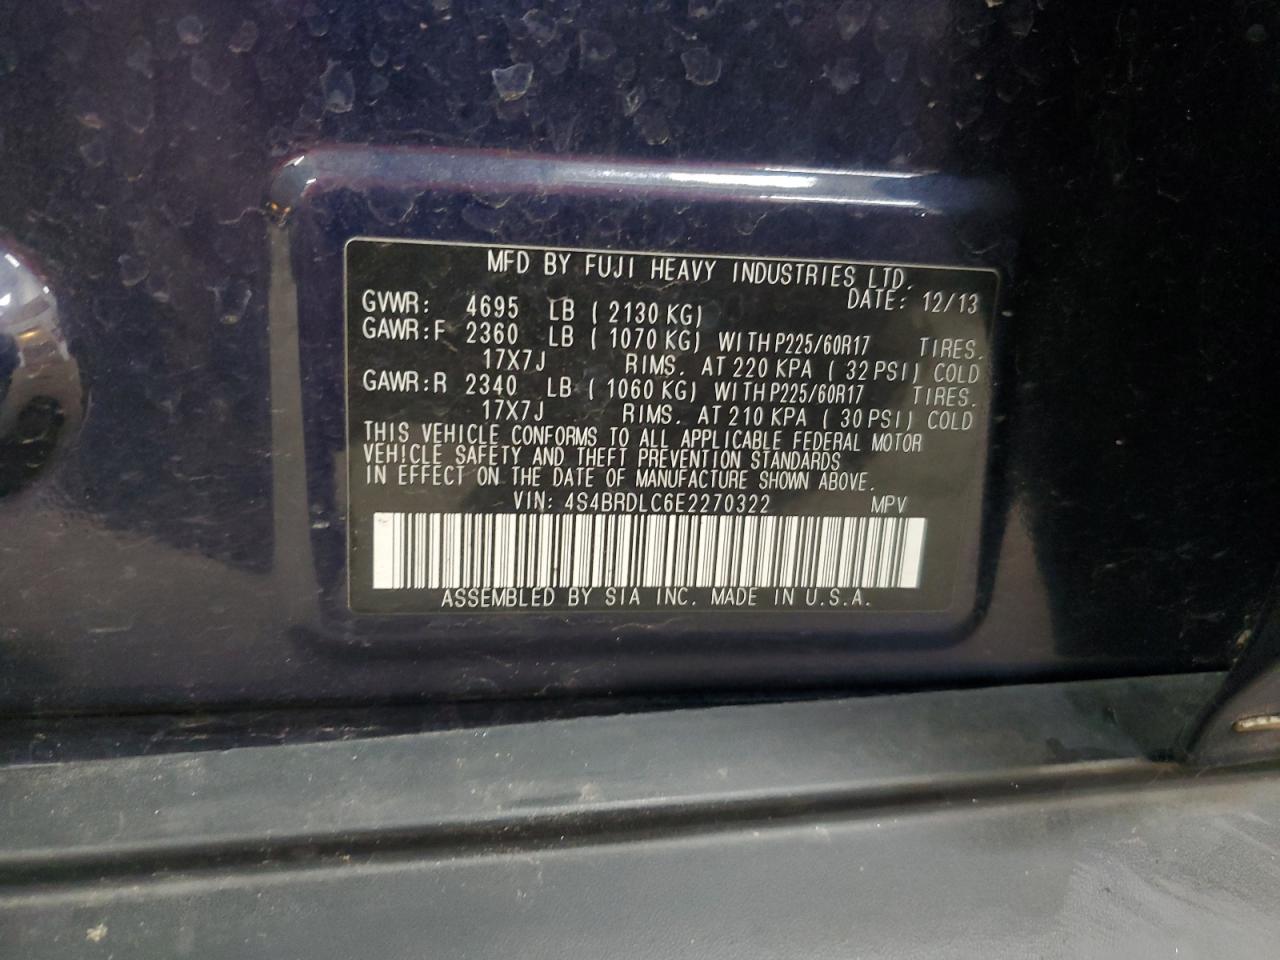 MFD BY FUJI HEAVY INDUSTRIES LTD.
DATE: 12/13
GVWR: 4695 LB ( 2130 KG)
GAWR:F 2360 LB ( 1070 KG) WITH P225/60R17 TIRES.
17X7J RIMS. AT 220 KPA ( 32 PSI) COLD
GAWR:R 2340 LB ( 1060 KG) WITH P225/60R17 TIRES.
17X7J RIMS. AT 210 KPA ( 30 PSI) COLD
THIS VEHICLE CONFORMS TO ALL APPLICABLE FEDERAL MOTOR
VEHICLE SAFETY AND THEFT PREVENTION STANDARDS
IN EFFECT ON THE DATE OF MANUFACTURE SHOWN ABOVE.
VIN: 4S4BRDLC6E2270322 MPV
ASSEMBLED BY SIA INC. MADE IN U.S.A.